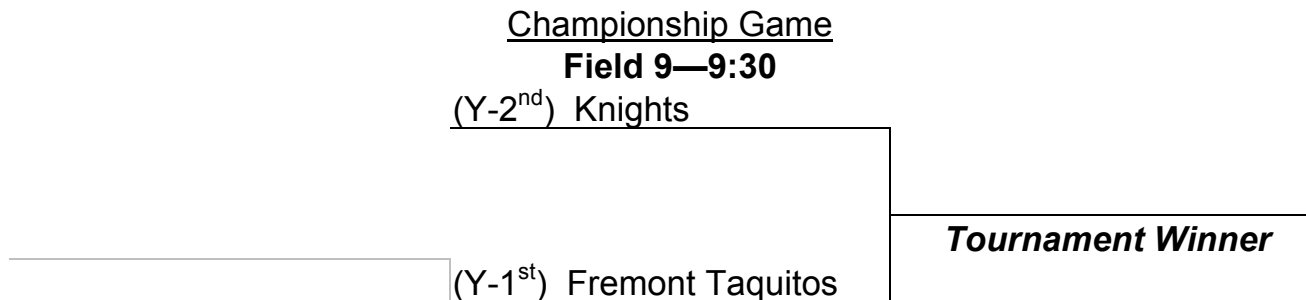 Championship Game
Field 9—9:30
(Y-2nd) Knights
Tournament Winner
(Y-1st) Fremont Taquitos